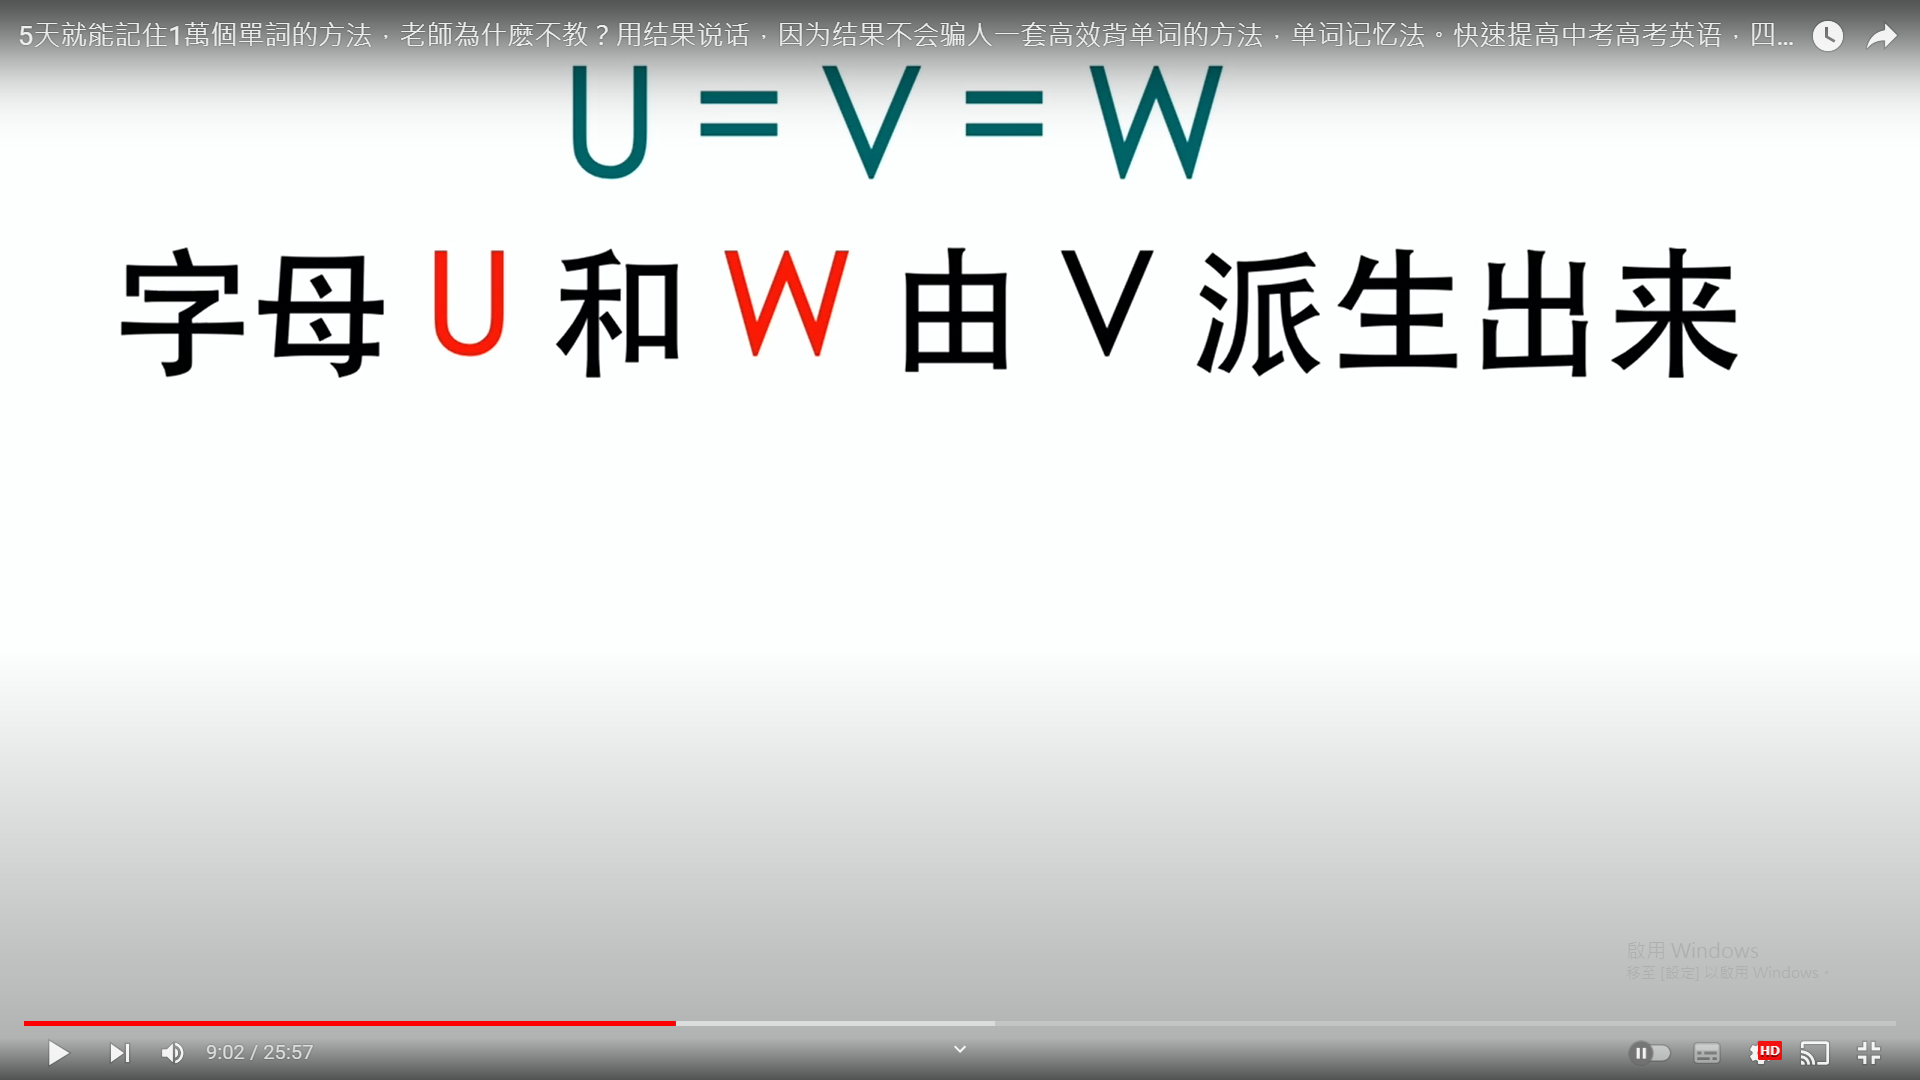 5天就能記住1萬個單詞的方法，老師為什麽不教？用结果说话，因为结果不会骗人一套高效背单词的方法，单词记忆法。快速提高中考高考英语，四...
U = V = W
字母 U 和 W 由 V 派生出来
啟用 Windows
移至 [設定] 以啟用 Windows。
9:02 / 25:57
HD